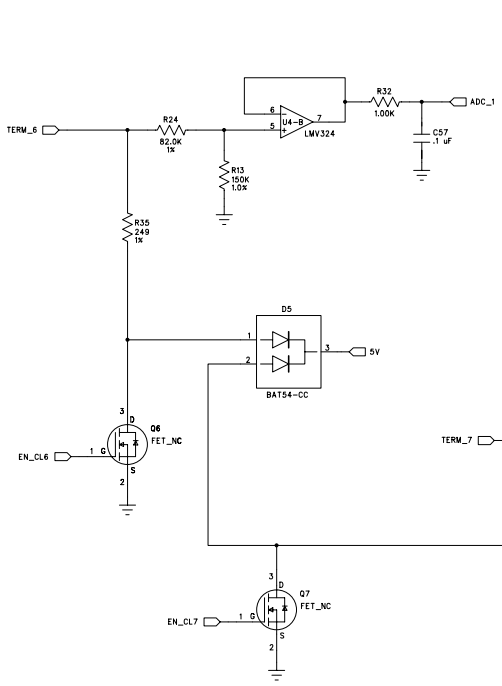 R32
ADC_1
1.00K
6
7
U4-B
5
LMV324
C57
.1 uF
TERM_6
R24
82.0K
1%
R13
150K
1.0%
R35
249
1%
D5
1
2
3
5V
BAT54-CC
3
D
Q6
FET_NC
EN_CL6
1
G
S
2
TERM_7
3
D
Q7
FET_NC
EN_CL7
1
G
S
2